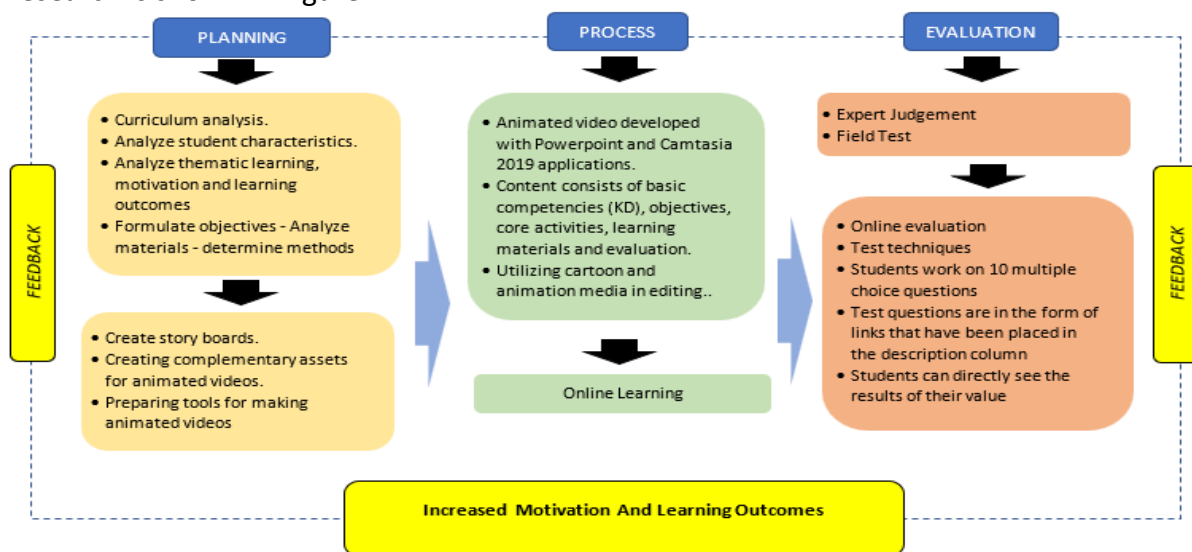 PLANNING
PROCESS
EVALUATION
• Curriculum analysis.
• Analyze student characteristics.
• Analyze thematic learning,
motivation and learning
outcomes
• Formulate objectives - Analyze
materials - determine methods
• Create story boards.
• Creating complementary assets
for animated videos.
• Preparing tools for making
animated videos
• Animated video developed
with Powerpoint and Camtasia
2019 applications.
• Content consists of basic
competencies (KD), objectives,
core activities, learning
materials and evaluation.
• Utilizing cartoon and
animation media in editing..
Online Learning
• Expert Judgement
• Field Test
• Online evaluation
• Test techniques
• Students work on 10 multiple
choice questions
• Test questions are in the form of
links that have been placed in
the description column
• Students can directly see the
results of their value
FEEDBACK
FEEDBACK
Increased Motivation And Learning Outcomes